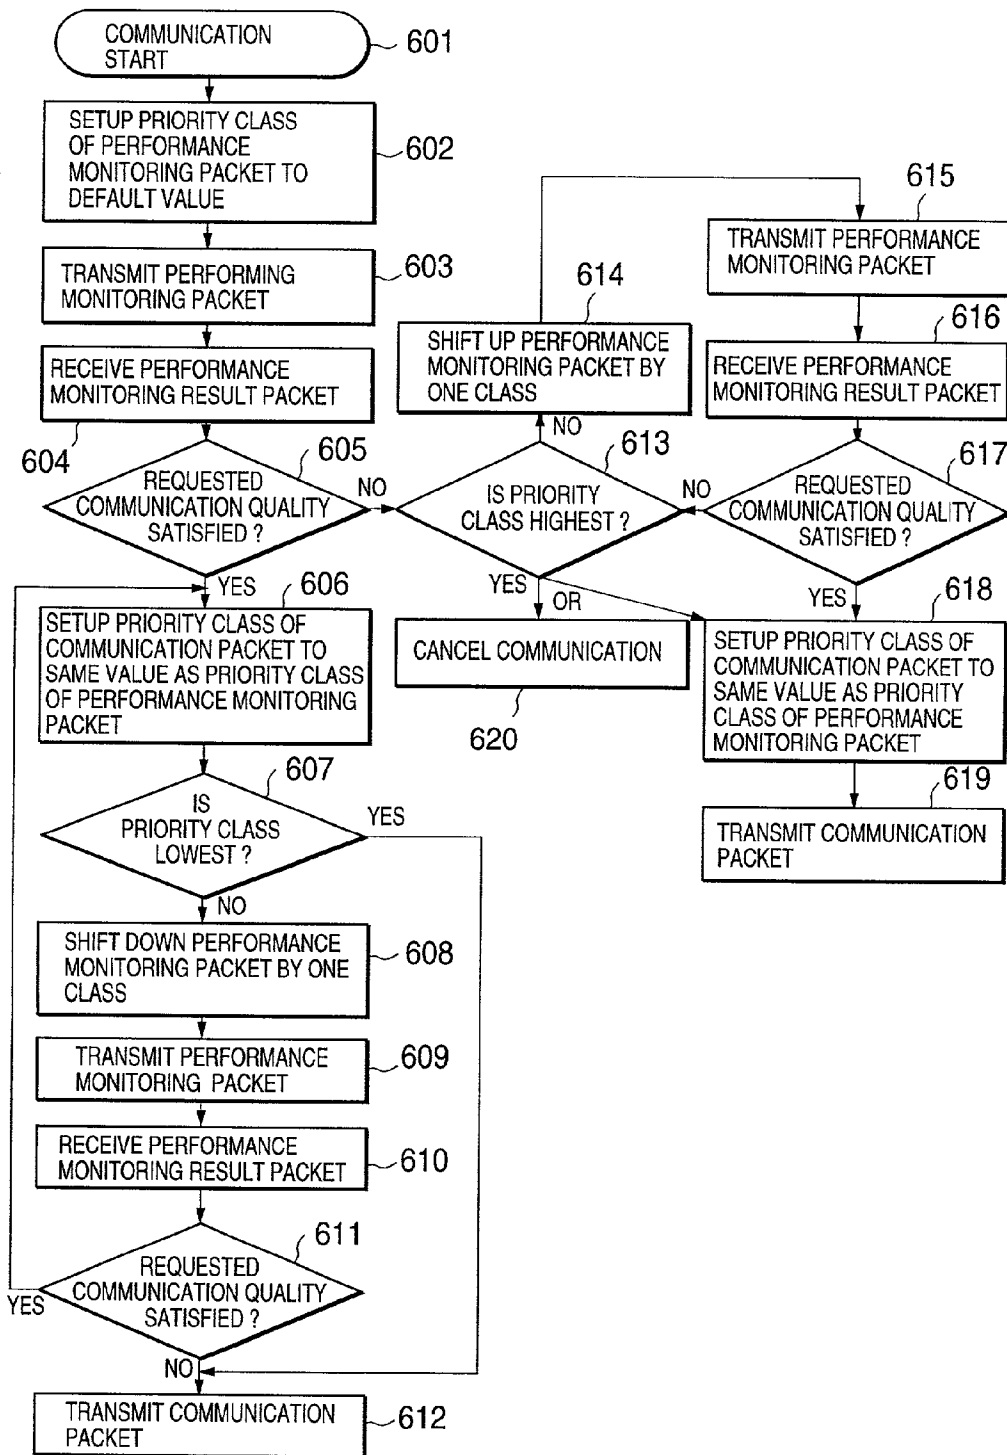 COMMUNICATION
START
601
SETUP PRIORITY CLASS
OF PERFORMANCE
MONITORING PACKET TO
DEFAULT VALUE
602
TRANSMIT PERFORMING
MONITORING PACKET
603
RECEIVE PERFORMANCE
MONITORING RESULT PACKET
604
605
REQUESTED
COMMUNICATION QUALITY
SATISFIED ?
NO
YES
606
SETUP PRIORITY CLASS OF
COMMUNICATION PACKET TO
SAME VALUE AS PRIORITY CLASS
OF PERFORMANCE MONITORING
PACKET
607
IS
PRIORITY CLASS
LOWEST ?
YES
NO
SHIFT DOWN PERFORMANCE
MONITORING PACKET BY ONE
CLASS
608
TRANSMIT PERFORMANCE
MONITORING PACKET
609
RECEIVE PERFORMANCE
MONITORING RESULT PACKET
610
611
REQUESTED
COMMUNICATION QUALITY
SATISFIED ?
YES
NO
TRANSMIT COMMUNICATION
PACKET
612
614
SHIFT UP PERFORMANCE
MONITORING PACKET BY
ONE CLASS
NO
613
IS PRIORITY
CLASS HIGHEST ?
YES
OR
CANCEL COMMUNICATION
620
615
TRANSMIT PERFORMANCE
MONITORING PACKET
616
RECEIVE PERFORMANCE
MONITORING RESULT PACKET
617
REQUESTED
COMMUNICATION QUALITY
SATISFIED ?
NO
YES
618
SETUP PRIORITY CLASS OF
COMMUNICATION PACKET TO
SAME VALUE AS PRIORITY
CLASS OF PERFORMANCE
MONITORING PACKET
619
TRANSMIT COMMUNICATION
PACKET